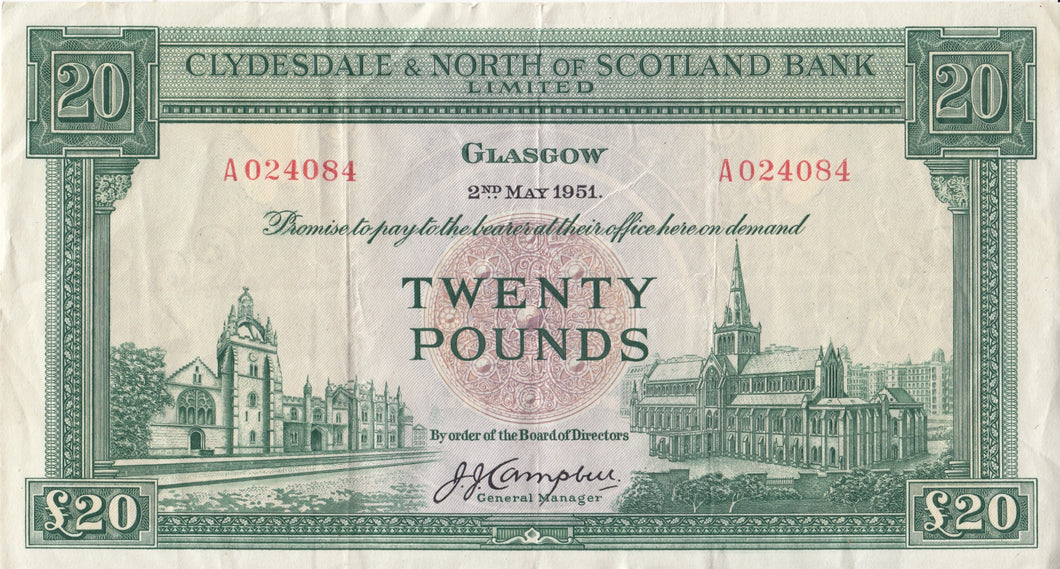 20 20
CLYDESDALE & NORTH OF SCOTLAND BANK
LIMITED
GLASGOW
A 024084 A 024084
2ND MAY 1951.
Promise to pay to the bearer at their office here on demand
TWENTY
POUNDS
By order of the Board of Directors
J.J. Campbell.
General Manager
£20 £20